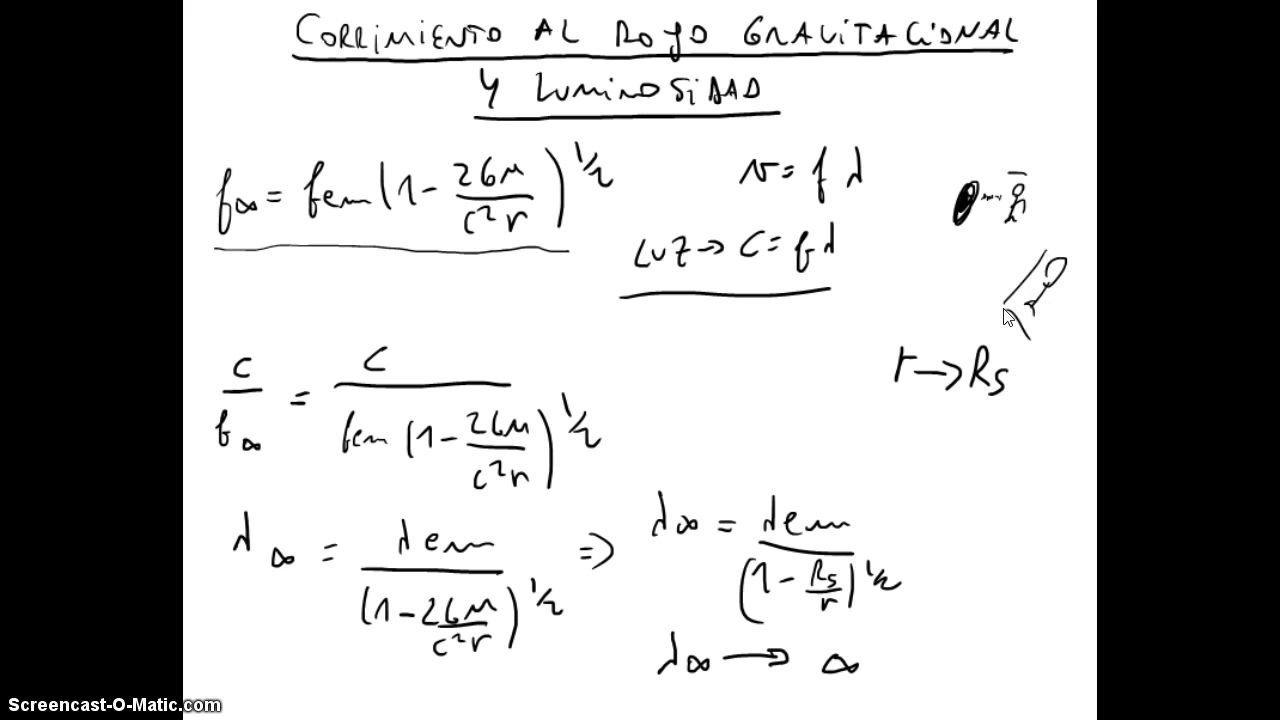 CORRIMIENTO AL ROJO GRAVITACIONAL
Y LUMINOSIDAD
f∞ = fem (1 - 2GM/c²r)^1/2
v = f λ
LUZ → C = f λ
c/f∞ = c/(fem (1 - 2GM/c²r)^1/2)
r → Rs
λ∞ = λem/(1 - 2GM/c²r)^1/2 ⇒ λ∞ = λem/(1 - Rs/r)^1/2
λ∞ → ∞
Screencast-O-Matic.com